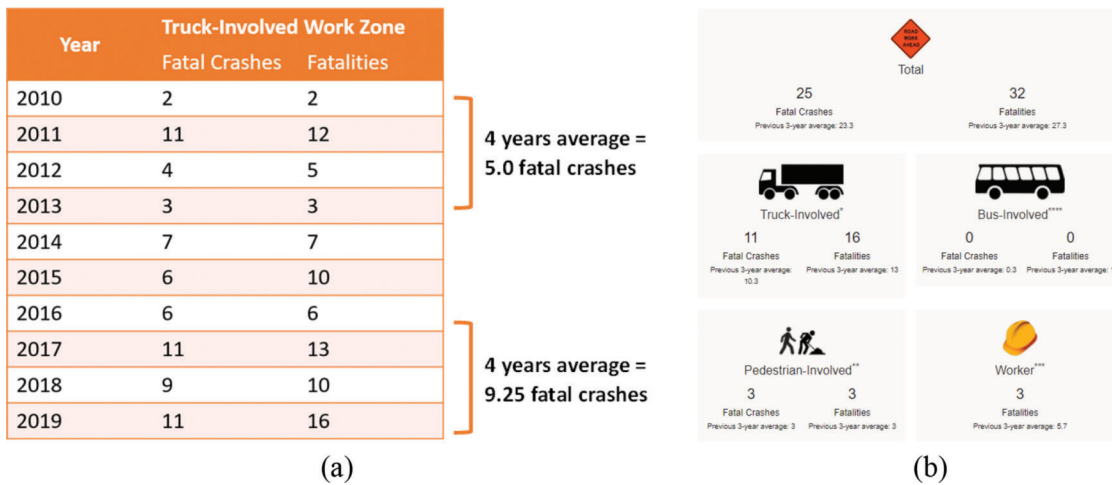 Year Truck-Involved Work Zone
Fatal Crashes Fatalities
2010 2 2
2011 11 12
2012 4 5
2013 3 3
2014 7 7
2015 6 10
2016 6 6
2017 11 13
2018 9 10
2019 11 16
4 years average =
5.0 fatal crashes
4 years average =
9.25 fatal crashes
(a)
ROAD
WORK
AHEAD
Total
25 32
Fatal Crashes Fatalities
Previous 3-year average: 23.3 Previous 3-year average: 27.3
Truck-Involved*
11 16
Fatal Crashes Fatalities
Previous 3-year average: Previous 3-year average: 13
10.3
Bus-Involved****
0 0
Fatal Crashes Fatalities
Previous 3-year average: 0.3 Previous 3-year average:
Pedestrian-Involved**
3 3
Fatal Crashes Fatalities
Previous 3-year average: 3 Previous 3-year average: 3
Worker***
3
Fatalities
Previous 3-year average: 5.7
(b)